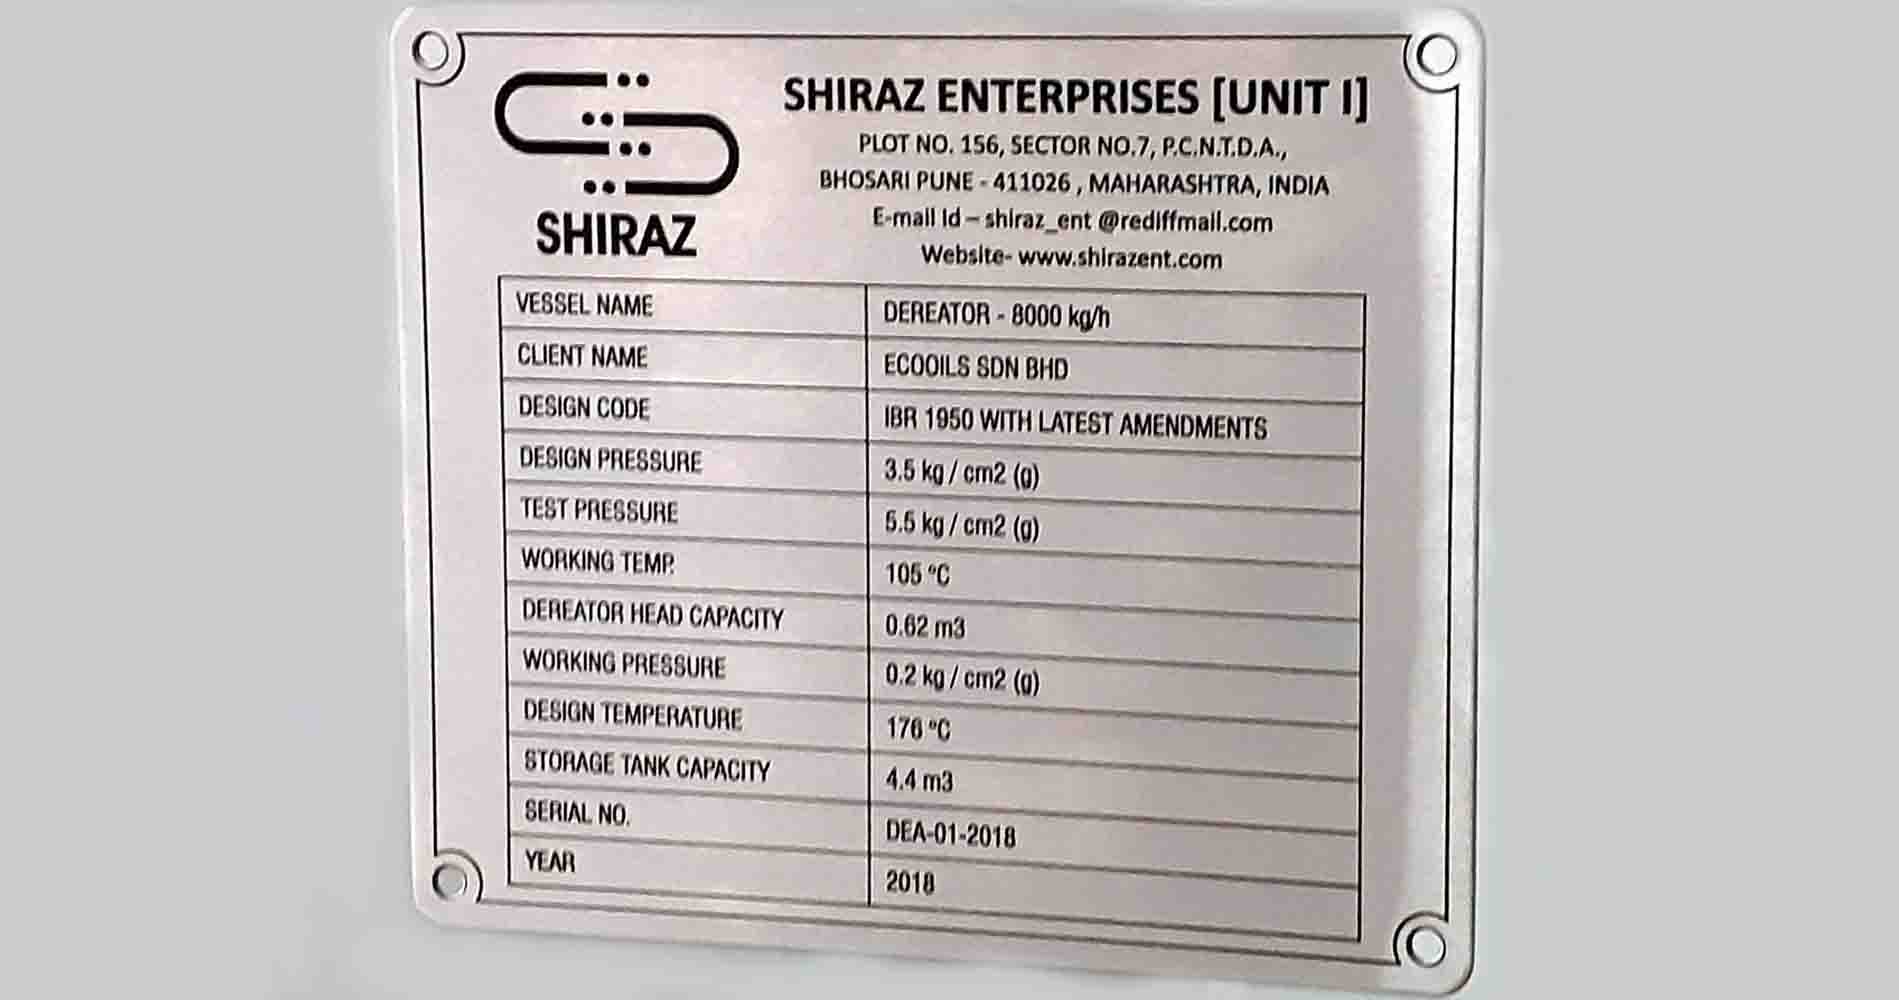 SHIRAZ
SHIRAZ ENTERPRISES [UNIT I]
PLOT NO. 156, SECTOR NO.7, P.C.N.T.D.A.,
BHOSARI PUNE - 411026 , MAHARASHTRA, INDIA
E-mail Id – shiraz_ent @rediffmail.com
Website- www.shirazent.com
VESSEL NAME DEREATOR - 8000 kg/h
CLIENT NAME ECOOILS SDN BHD
DESIGN CODE IBR 1950 WITH LATEST AMENDMENTS
DESIGN PRESSURE 3.5 kg / cm2 (g)
TEST PRESSURE 5.5 kg / cm2 (g)
WORKING TEMP. 105 °C
DEREATOR HEAD CAPACITY 0.62 m3
WORKING PRESSURE 0.2 kg / cm2 (g)
DESIGN TEMPERATURE 176 °C
STORAGE TANK CAPACITY 4.4 m3
SERIAL NO. DEA-01-2018
YEAR 2018